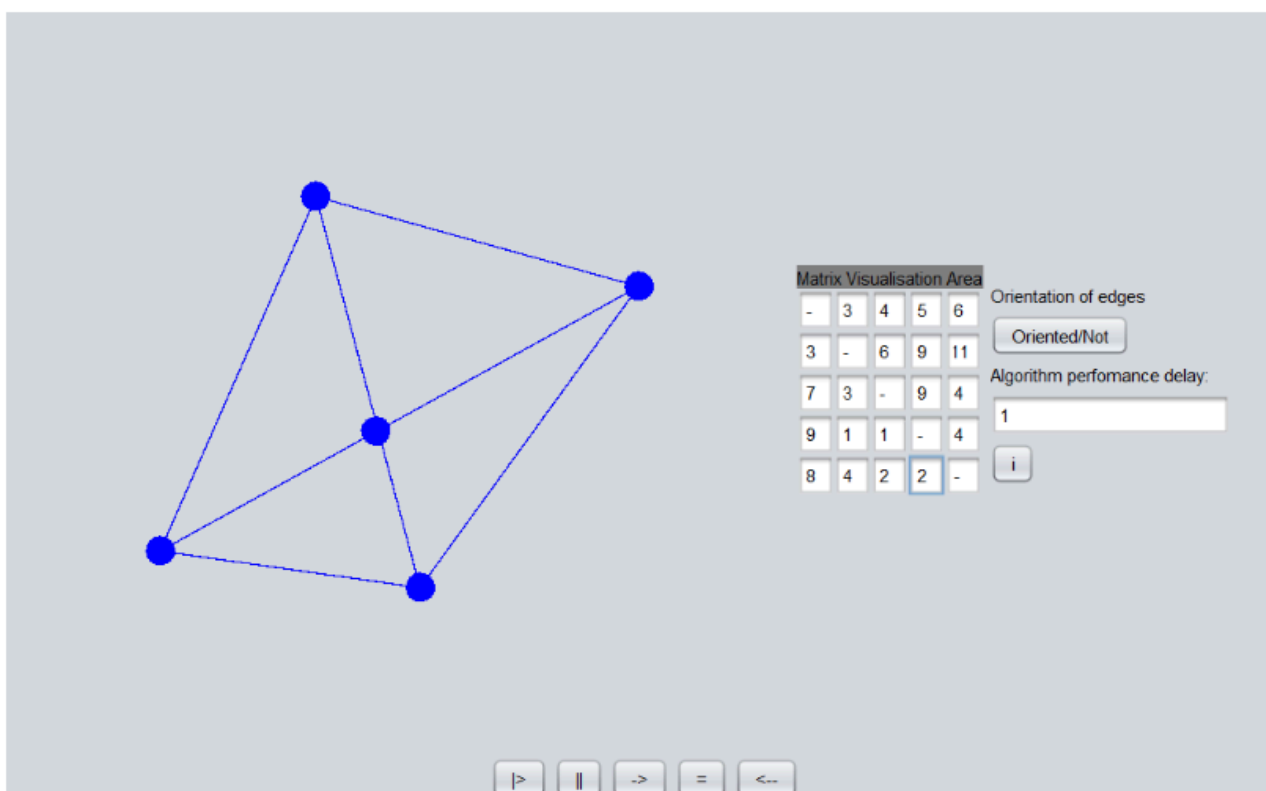 Matrix Visualisation Area
- 3 4 5 6
3 - 6 9 11
7 3 - 9 4
9 1 1 - 4
8 4 2 2 -
Orientation of edges
Oriented/Not
Algorithm perfomance delay:
1
i
|> || -> = <--